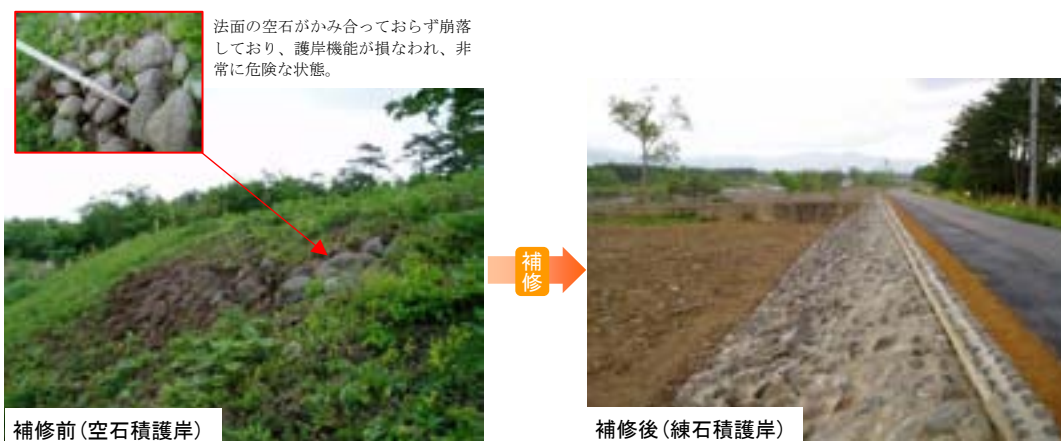 法面の空石がかみ合っておらず崩落
しており、護岸機能が損なわれ、非
常に危険な状態。
補修
補修前(空石積護岸)
補修後(練石積護岸)